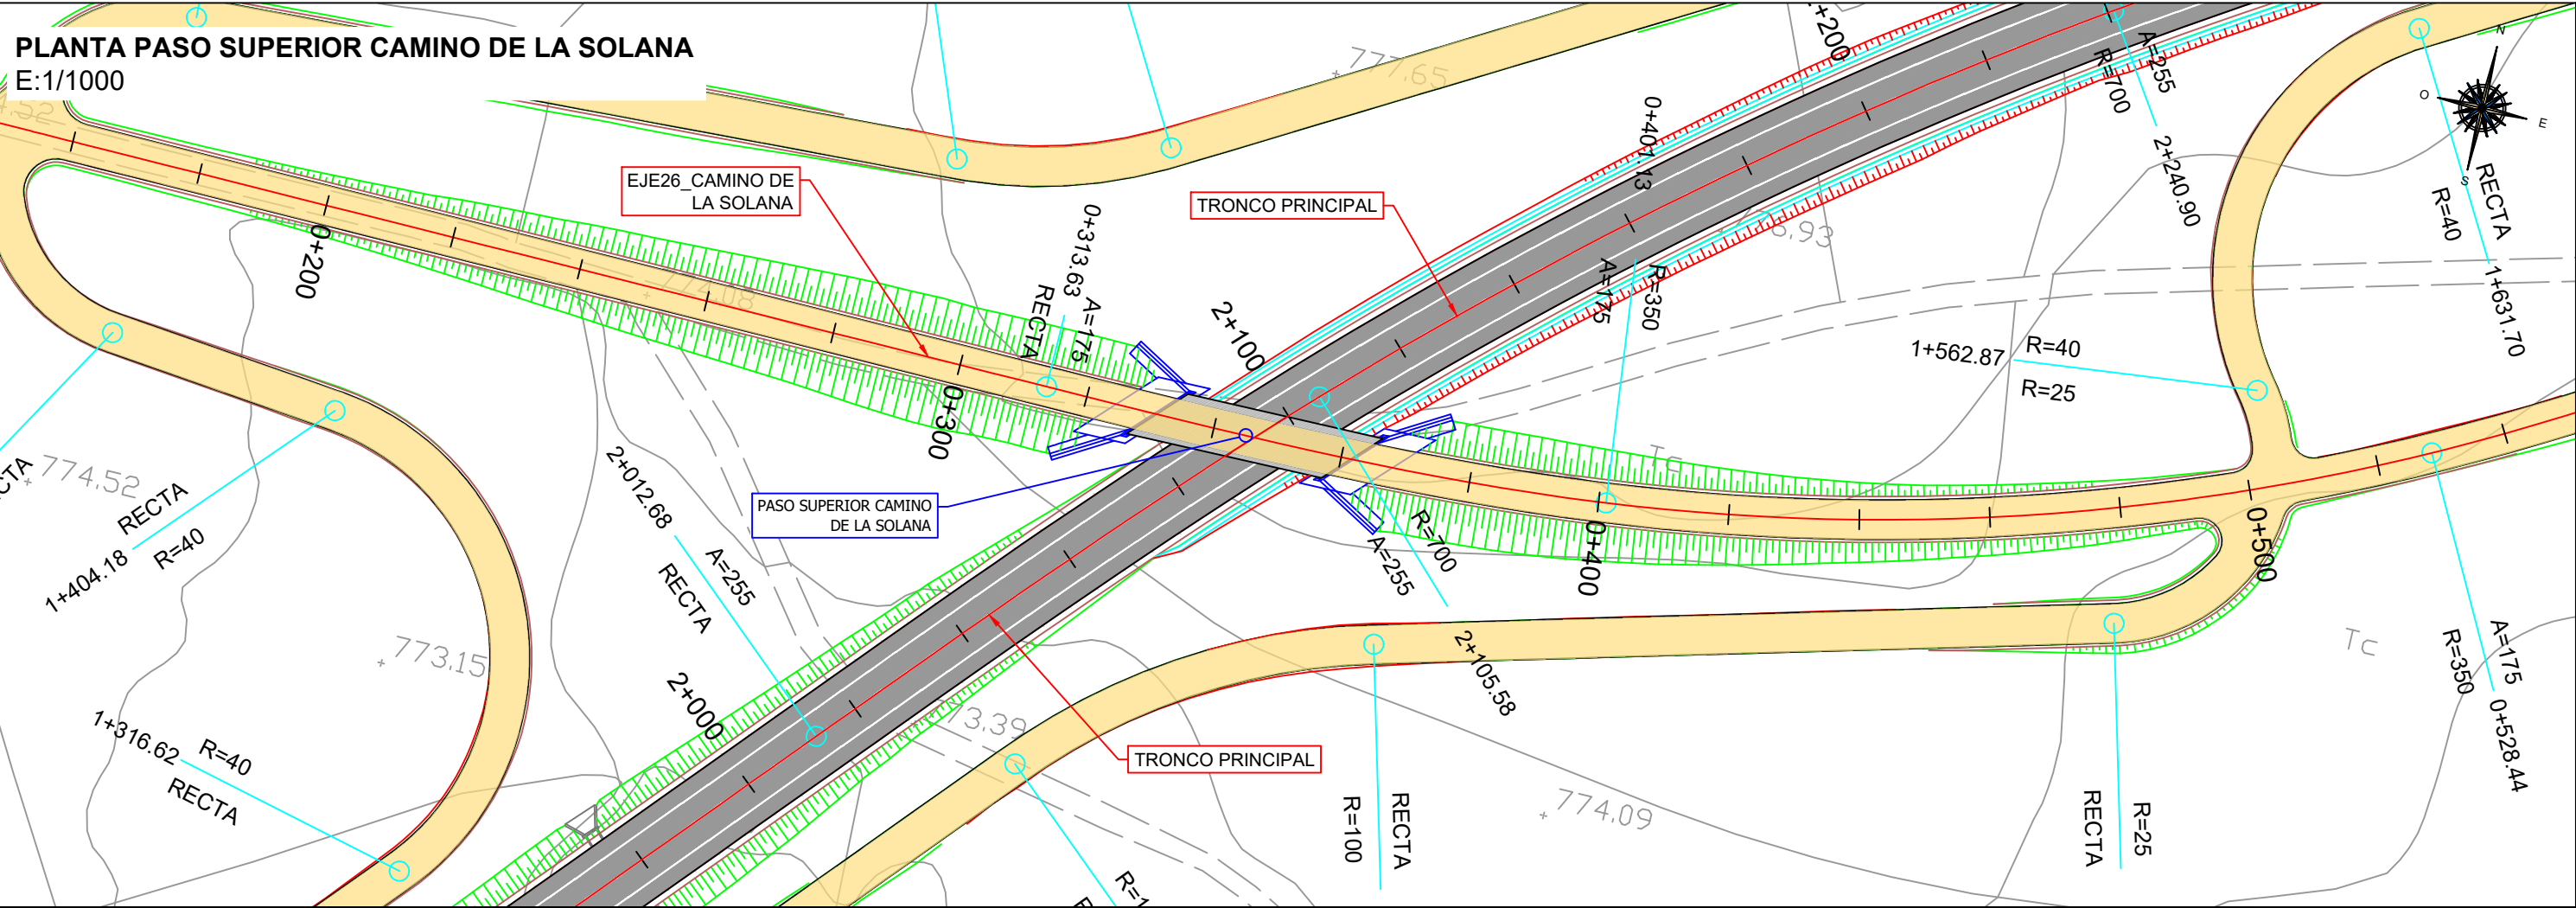 PLANTA PASO SUPERIOR CAMINO DE LA SOLANA
E:1/1000
777.65
A=255
R=700
2+240.90
N
O
E
S
RECTA
R=40
1+631.70
EJE26_CAMINO DE
LA SOLANA
TRONCO PRINCIPAL
0+401.13
A=175
R=350
0+200
774.08
0+313.63
RECTA
A=175
2+100
0+300
1+562.87
R=40
R=25
774.52
RECTA
1+404.18
R=40
2+012.68
A=255
RECTA
PASO SUPERIOR CAMINO
DE LA SOLANA
R=700
A=255
2+105.58
Tc
0+400
0+500
773.15
2+000
1+316.62
R=40
RECTA
TRONCO PRINCIPAL
R=100
RECTA
774.09
RECTA
R=25
Tc
A=175
R=350
0+528.44